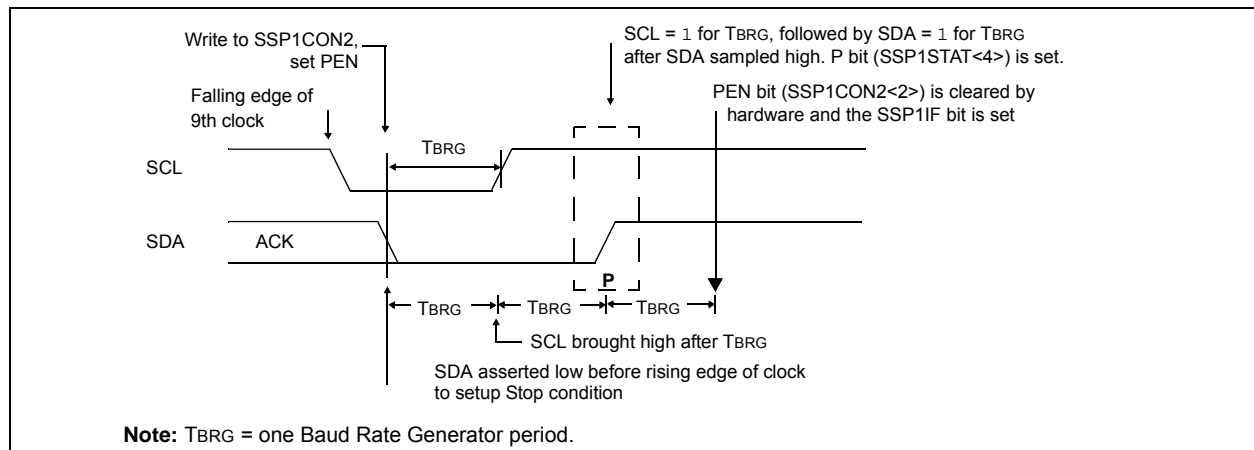 Write to SSP1CON2,
set PEN
SCL = 1 for TBRG, followed by SDA = 1 for TBRG
after SDA sampled high. P bit (SSP1STAT<4>) is set.
Falling edge of
9th clock
PEN bit (SSP1CON2<2>) is cleared by
hardware and the SSP1IF bit is set
TBRG
SCL
SDA
ACK
P
TBRG
TBRG
TBRG
SCL brought high after TBRG
SDA asserted low before rising edge of clock
to setup Stop condition
Note: TBRG = one Baud Rate Generator period.